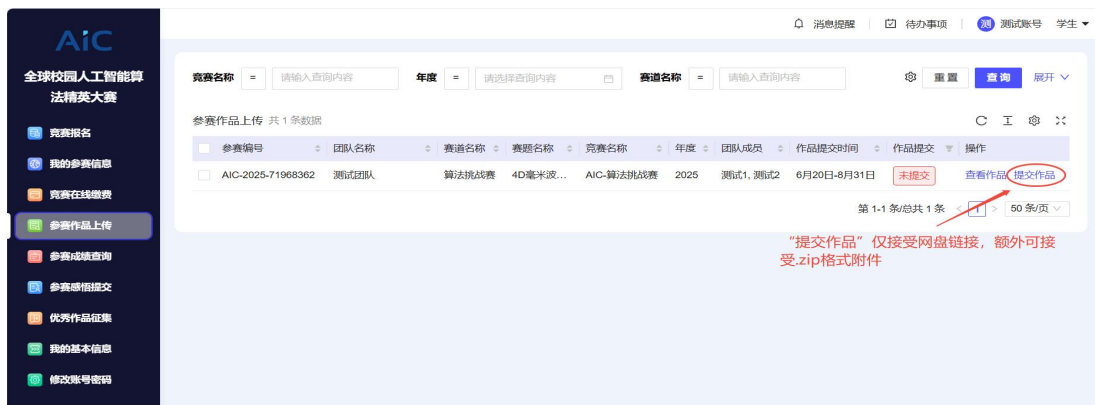 消息提醒 待办事项 测 测试账号 学生
AiC
全球校园人工智能算
法精英大赛
竞赛报名
我的参赛信息
竞赛在线缴费
参赛作品上传
参赛成绩查询
参赛感悟提交
优秀作品征集
我的基本信息
修改账号密码
竞赛名称 = 请输入查询内容 年度 = 请选择查询内容 赛道名称 = 请输入查询内容 重置 查询 展开
参赛作品上传 共 1 条数据
参赛编号 团队名称 赛道名称 赛题名称 竞赛名称 年度 团队成员 作品提交时间 作品提交 操作
AIC-2025-71968362 测试团队 算法挑战赛 4D毫米波... AIC-算法挑战赛 2025 测试1, 测试2 6月20日-8月31日 未提交 查看作品 提交作品
第 1-1 条/总共 1 条 < 1 > 50 条/页
“提交作品”仅接受网盘链接，额外可接
受.zip格式附件